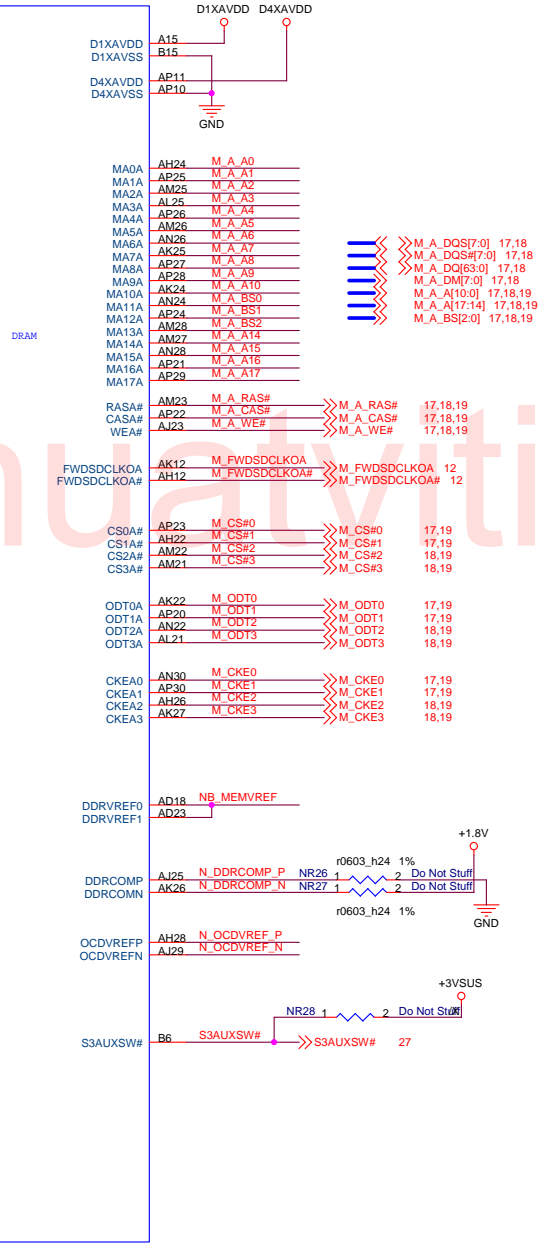 D1XAVDD D4XAVDD
D1XAVDD A15
D1XAVSS B15
D4XAVDD AP11
D4XAVSS AP10
GND
MA0A AH24 M_A_A0
MA1A AP25 M_A_A1
MA2A AM25 M_A_A2
MA3A AL25 M_A_A3
MA4A AP26 M_A_A4
MA5A AM26 M_A_A5
MA6A AN26 M_A_A6 M_A_DQS[7:0] 17,18
MA7A AK25 M_A_A7 M_A_DQS#[7:0] 17,18
MA8A AP27 M_A_A8 M_A_DQ[63:0] 17,18
MA9A AP28 M_A_A9 M_A_DM[7:0] 17,18
MA10A AK24 M_A_A10 M_A_A[10:0] 17,18,19
MA11A AN24 M_A_BS0 M_A_A[17:14] 17,18,19
MA12A AP24 M_A_BS1 M_A_BS[2:0] 17,18,19
MA13A AM28 M_A_BS2
DRAM
MA14A AM27 M_A_A14
MA15A AN28 M_A_A15
MA16A AP21 M_A_A16
MA17A AP29 M_A_A17
RASA# AM23 M_A_RAS# M_A_RAS# 17,18,19
CASA# AP22 M_A_CAS# M_A_CAS# 17,18,19
WEA# AJ23 M_A_WE# M_A_WE# 17,18,19
FWDSDCLKOA AK12 M_FWDSDCLKOA M_FWDSDCLKOA 12
FWDSDCLKOA# AH12 M_FWDSDCLKOA# M_FWDSDCLKOA# 12
nuatviti
CS0A# AP23 M_CS#0 M_CS#0 17,19
CS1A# AH22 M_CS#1 M_CS#1 17,19
CS2A# AM22 M_CS#2 M_CS#2 18,19
CS3A# AM21 M_CS#3 M_CS#3 18,19
ODT0A AK22 M_ODT0 M_ODT0 17,19
ODT1A AP20 M_ODT1 M_ODT1 17,19
ODT2A AN22 M_ODT2 M_ODT2 18,19
ODT3A AL21 M_ODT3 M_ODT3 18,19
CKEA0 AN30 M_CKE0 M_CKE0 17,19
CKEA1 AP30 M_CKE1 M_CKE1 17,19
CKEA2 AH26 M_CKE2 M_CKE2 18,19
CKEA3 AK27 M_CKE3 M_CKE3 18,19
DDRVREF0 AD18 NB_MEMVREF
DDRVREF1 AD23
+1.8V
r0603_h24 1%
DDRCOMP AJ25 N_DDRCOMP_P NR26 1 2 Do Not Stuff
DDRCOMN AK26 N_DDRCOMP_N NR27 1 2 Do Not Stuff
r0603_h24 1%
GND
OCDVREFP AH28 N_OCDVREF_P
OCDVREFN AJ29 N_OCDVREF_N
+3VSUS
NR28 1 2 Do Not Stuff
S3AUXSW# B6 S3AUXSW# S3AUXSW# 27